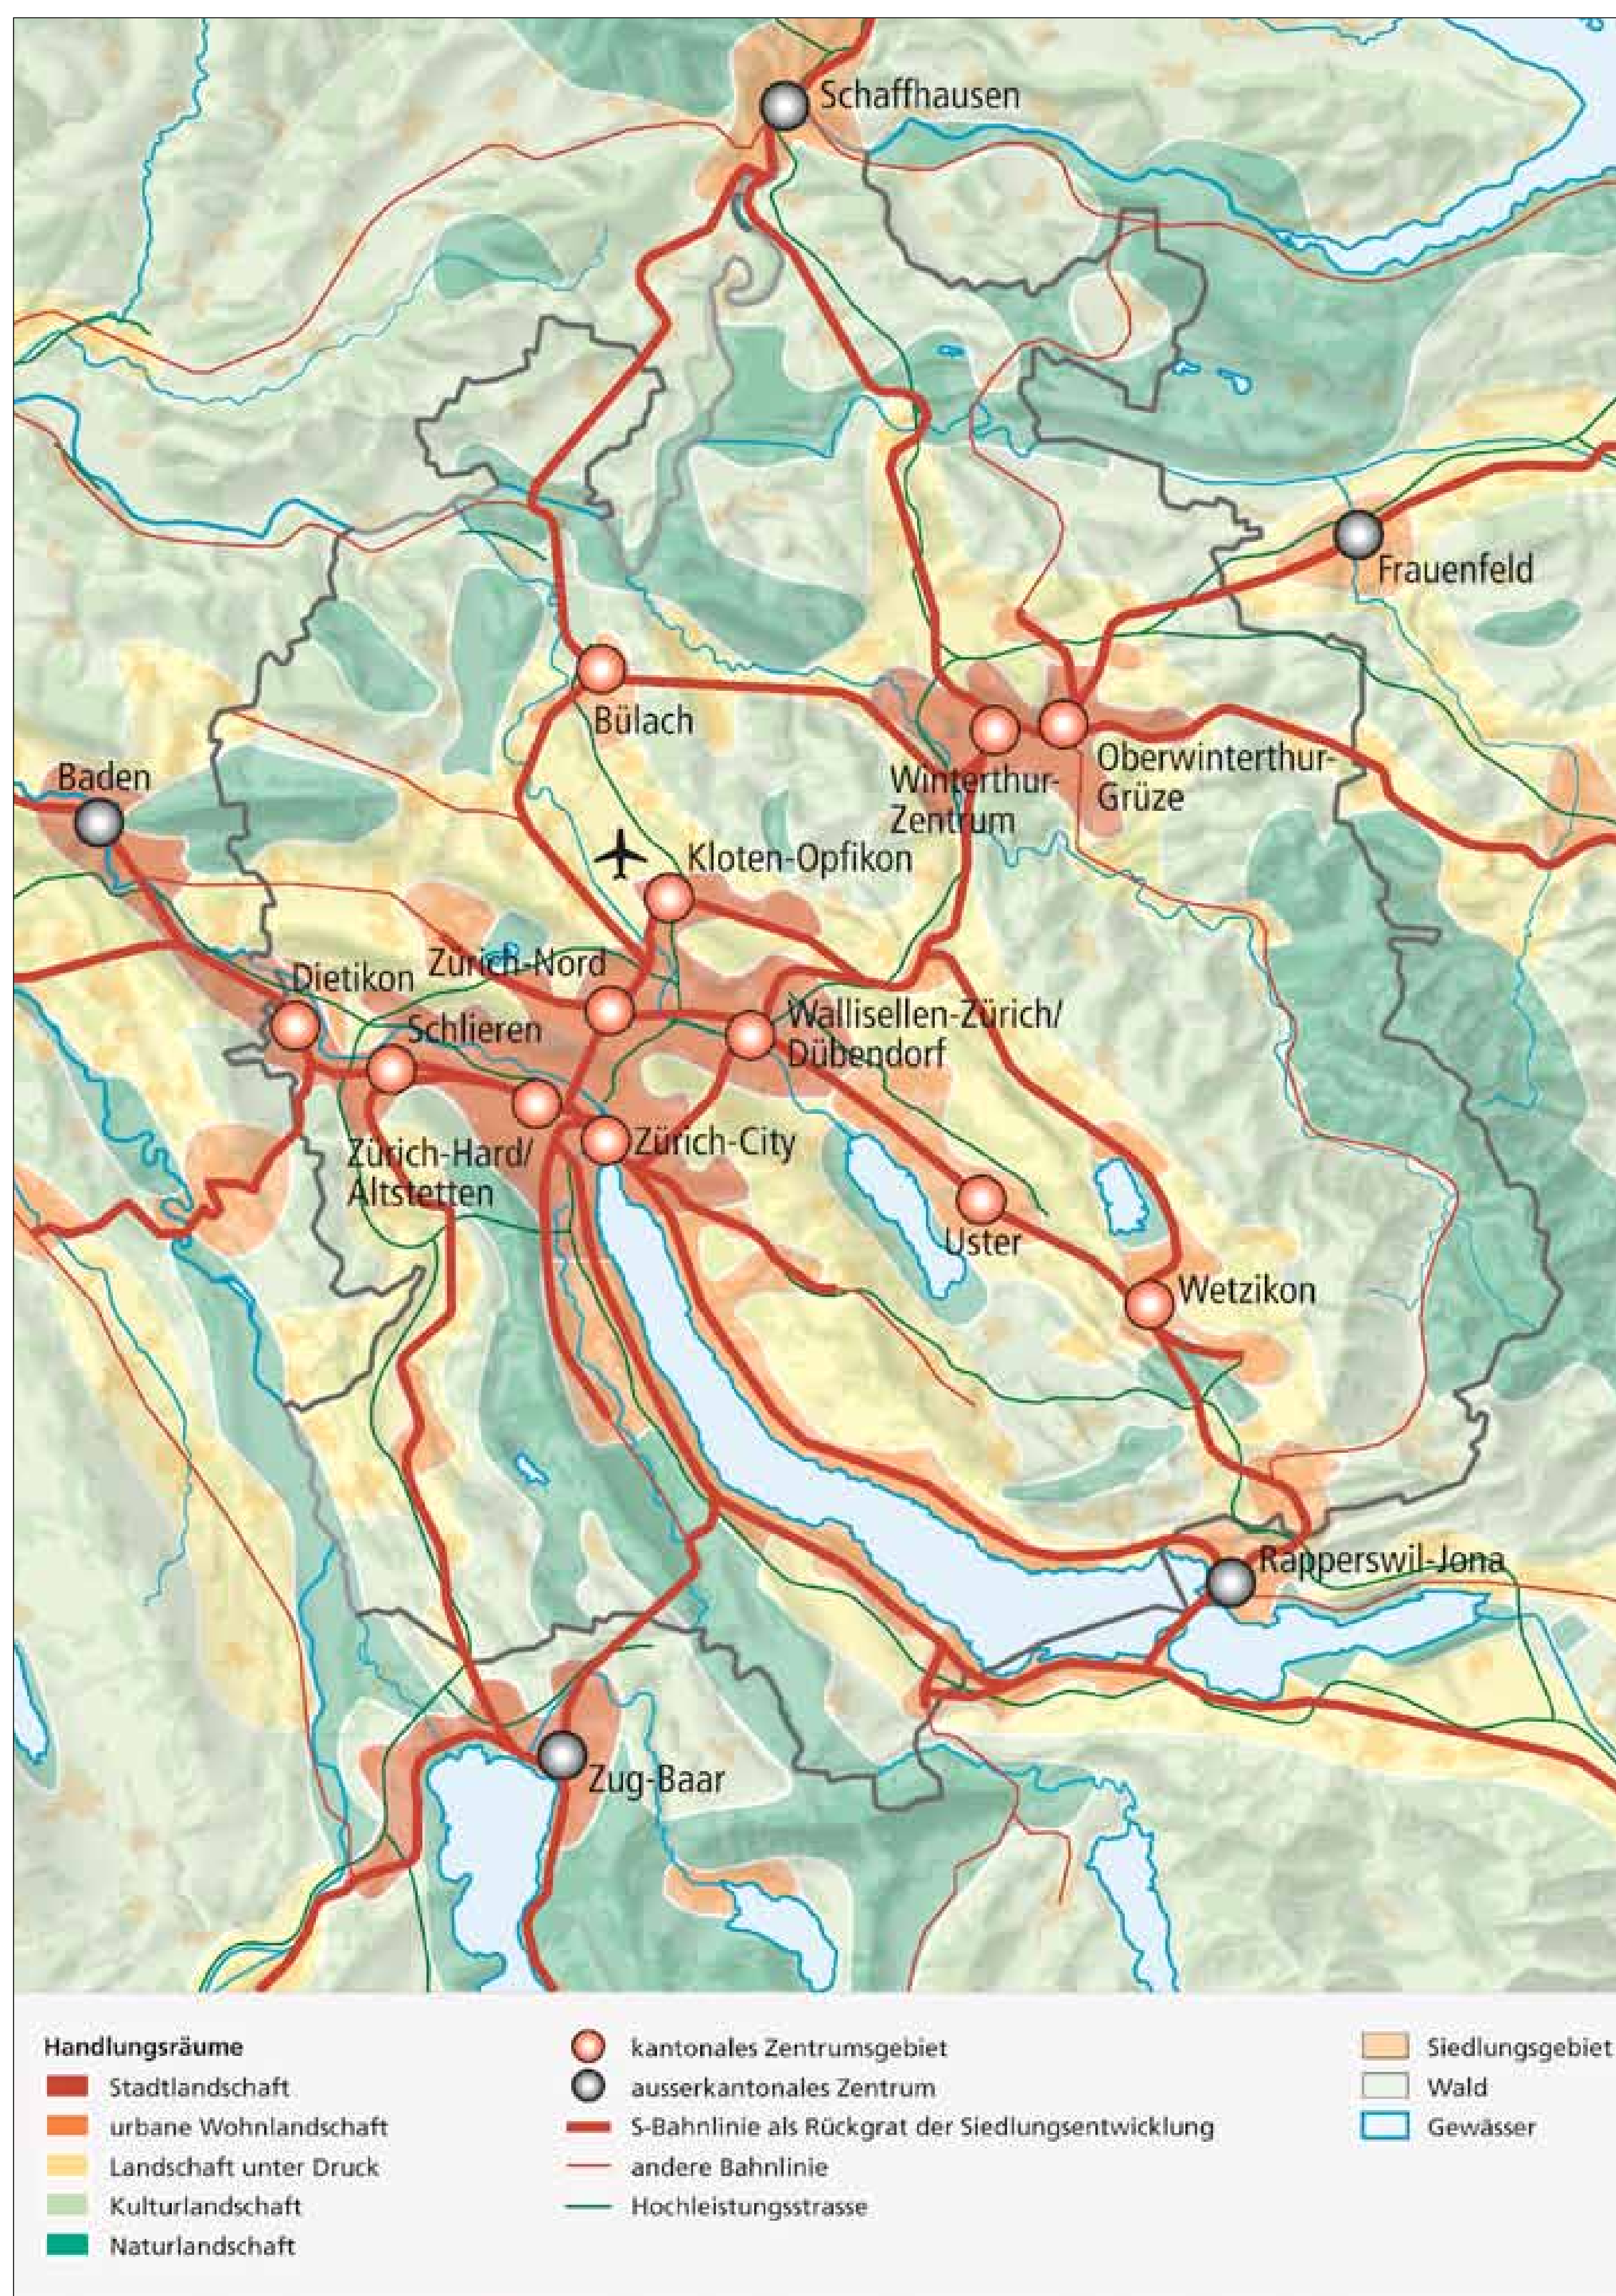 Schaffhausen
Frauenfeld
Bülach
Baden
Oberwinterthur-
Grüze
Winterthur-
Zentrum
Kloten-Opfikon
Zürich-Nord
Dietikon
Schlieren
Wallisellen-Zürich/
Dübendorf
Zürich-Hard/
Altstetten
Zürich-City
Uster
Wetzikon
Rapperswil-Jona
Zug-Baar
Handlungsräume
Stadtlandschaft
urbane Wohnlandschaft
Landschaft unter Druck
Kulturlandschaft
Naturlandschaft
kantonales Zentrumsgebiet
ausserkantonales Zentrum
S-Bahnlinie als Rückgrat der Siedlungsentwicklung
andere Bahnlinie
Hochleistungsstrasse
Siedlungsgebiet
Wald
Gewässer